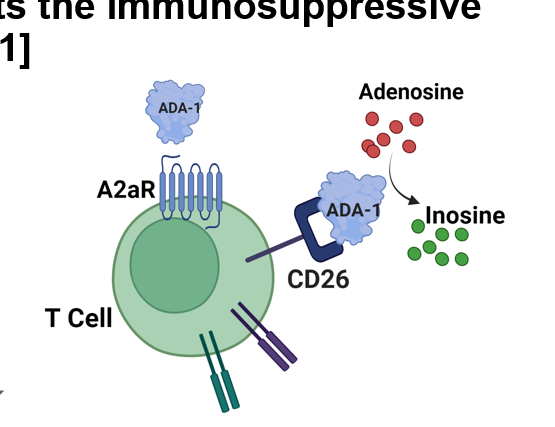 ts the immunosuppressive
1]
ADA-1
Adenosine
A2aR
ADA-1
Inosine
CD26
T Cell